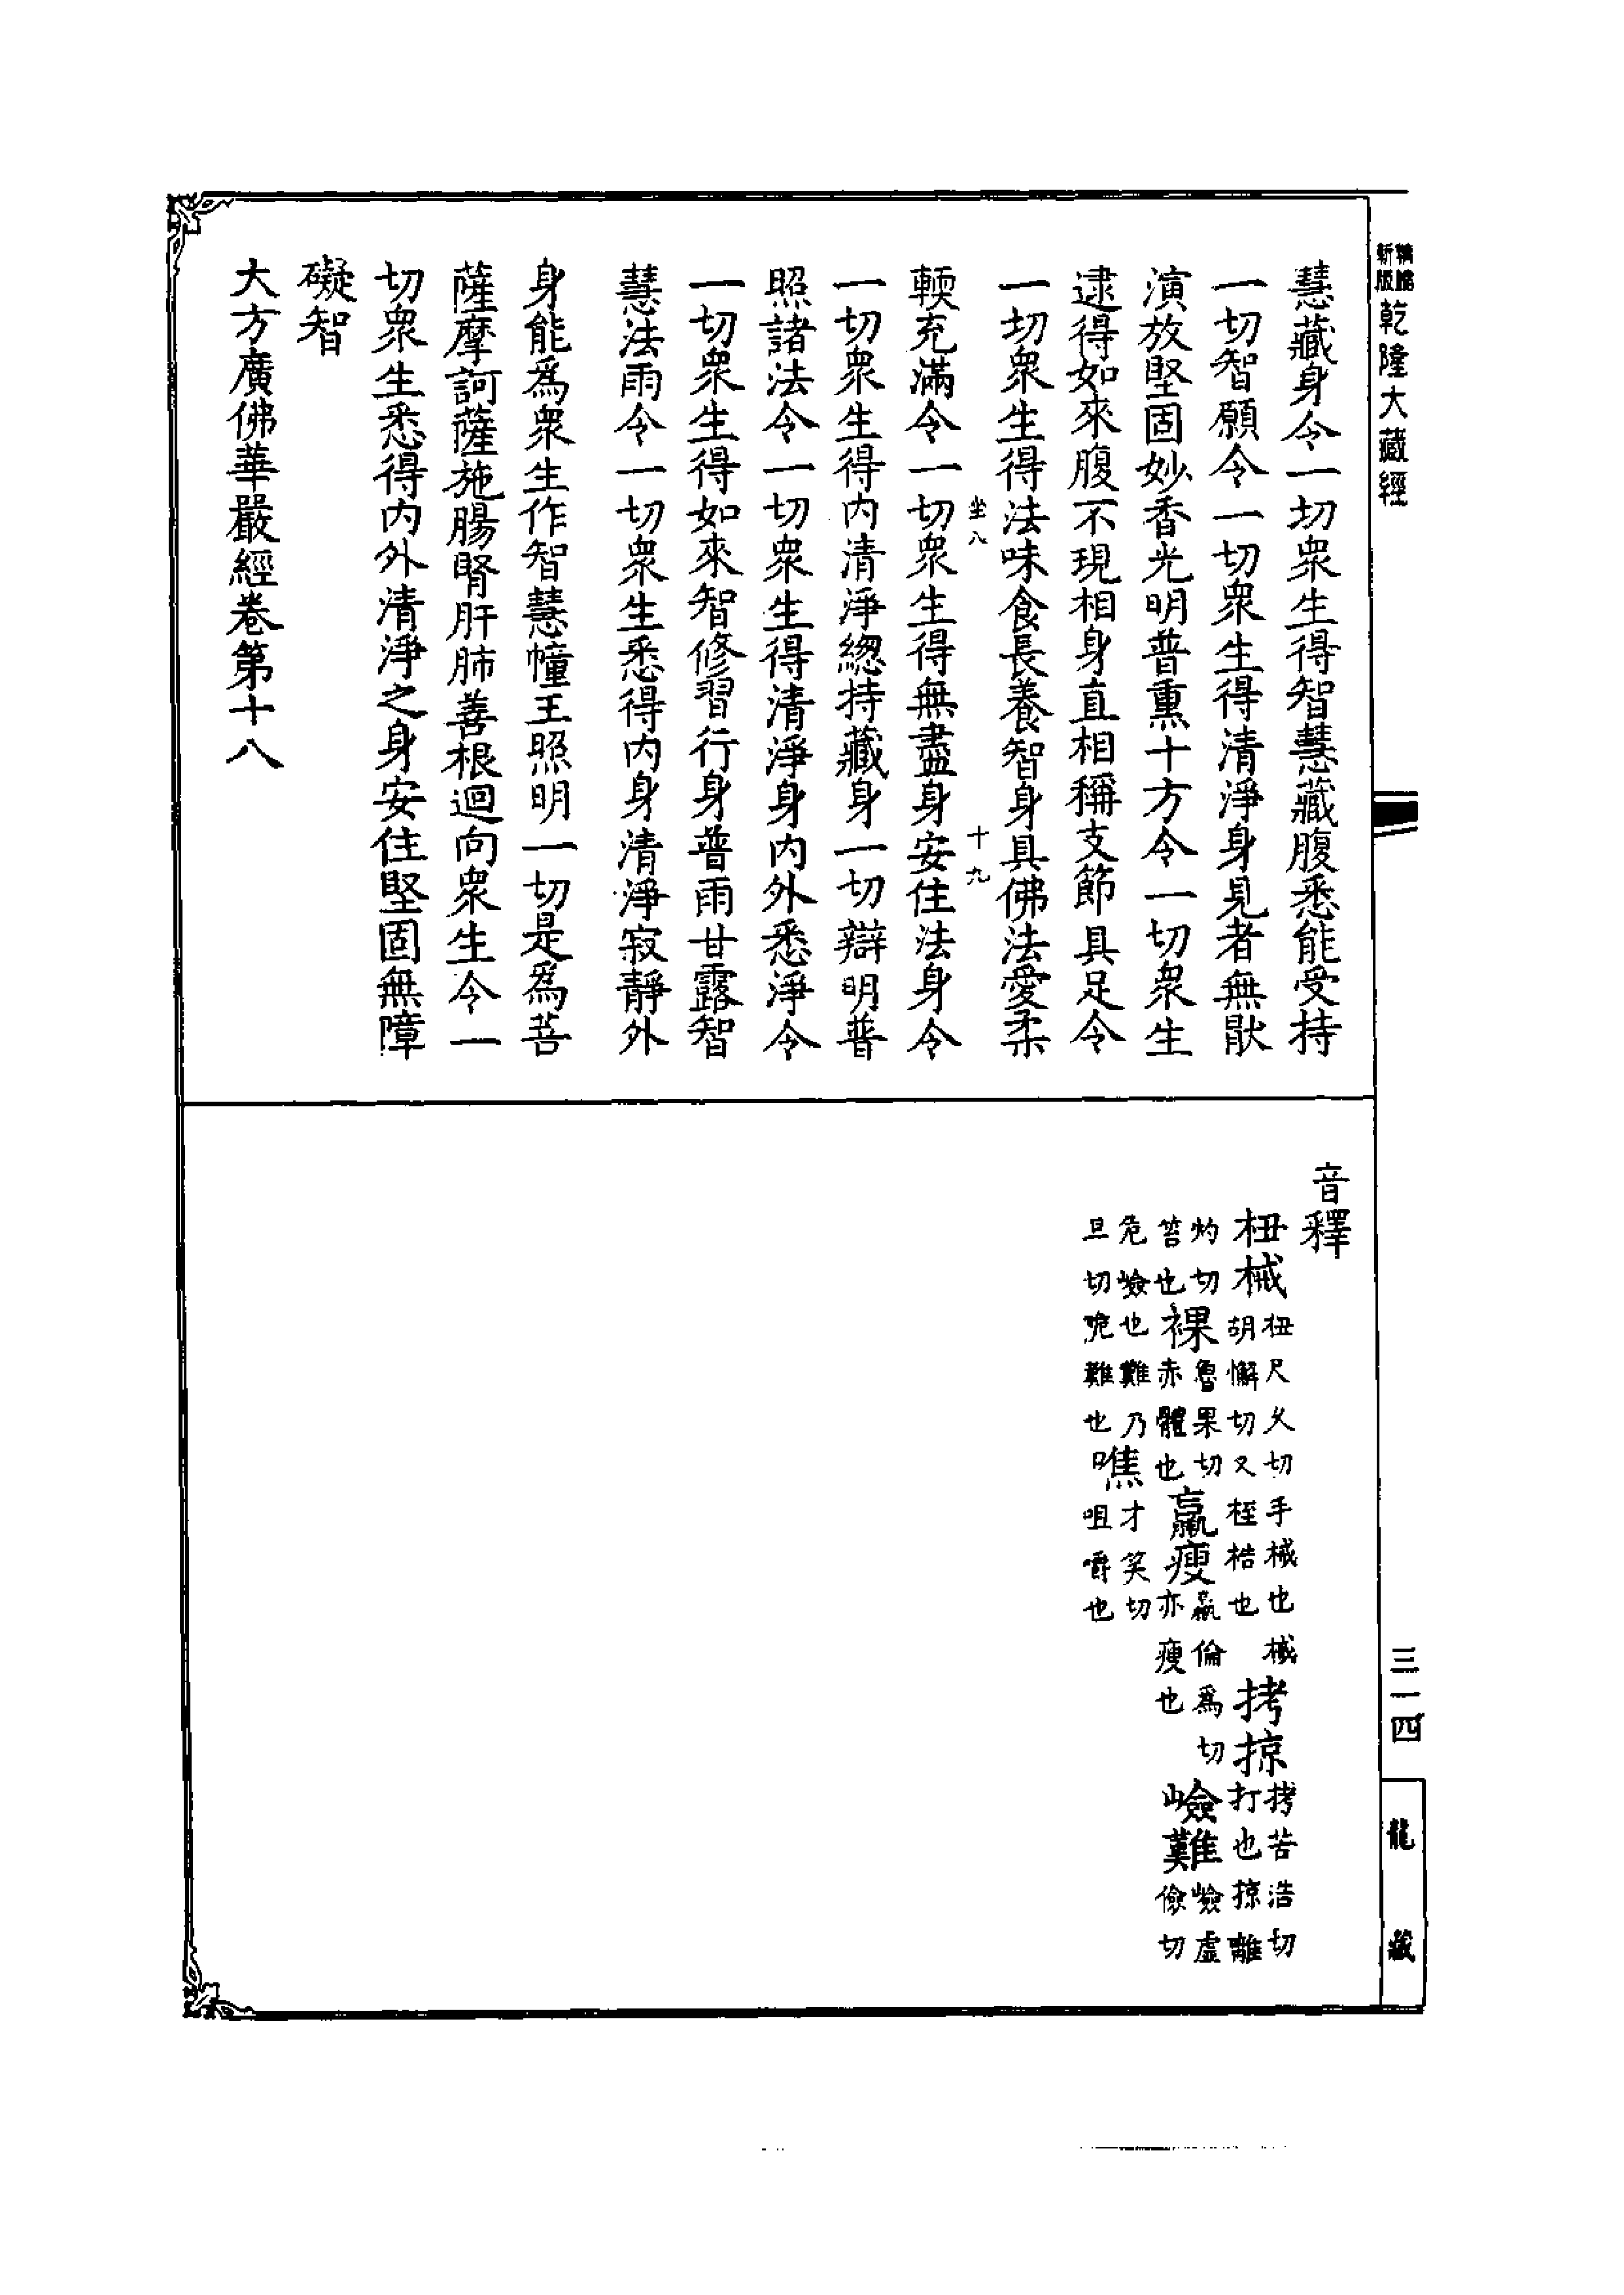 精勘
新版
乾隆大藏經
慧藏身令一切衆生得智慧藏腹悉能受持
一切智願令一切衆生得清淨身見者無猒
演放堅固妙香光明普熏十方令一切衆生
逮得如來腹不現相身直相稱支節具足令
一切衆生得法味食長養智身具佛法愛柔
坐八
十九
輭充滿令一切衆生得無盡身安住法身令
一切衆生得内清淨緫持藏身一切辯明普
照諸法令一切衆生得清淨身内外悉淨令
一切衆生得如來智修習行身普雨甘露智
慧法雨令一切衆生悉得内身清淨寂靜外
身能爲衆生作智慧幢王照明一切是爲菩
薩摩訶薩施腸腎肝肺善根迴向衆生令一
切衆生悉得内外清淨之身安住堅固無障
礙智
大方廣佛華嚴經卷第十八
音釋
杻械杻尺久切手械也械胡懈切又桎梏也拷掠拷苦浩切打也掠離
灼切笞也裸魯果切赤體也羸瘦羸倫爲切亦瘦也嶮難嶮虛儉切
危嶮也難乃旦切㡾難也噍才笑切咀嚼也
三一四
龍藏